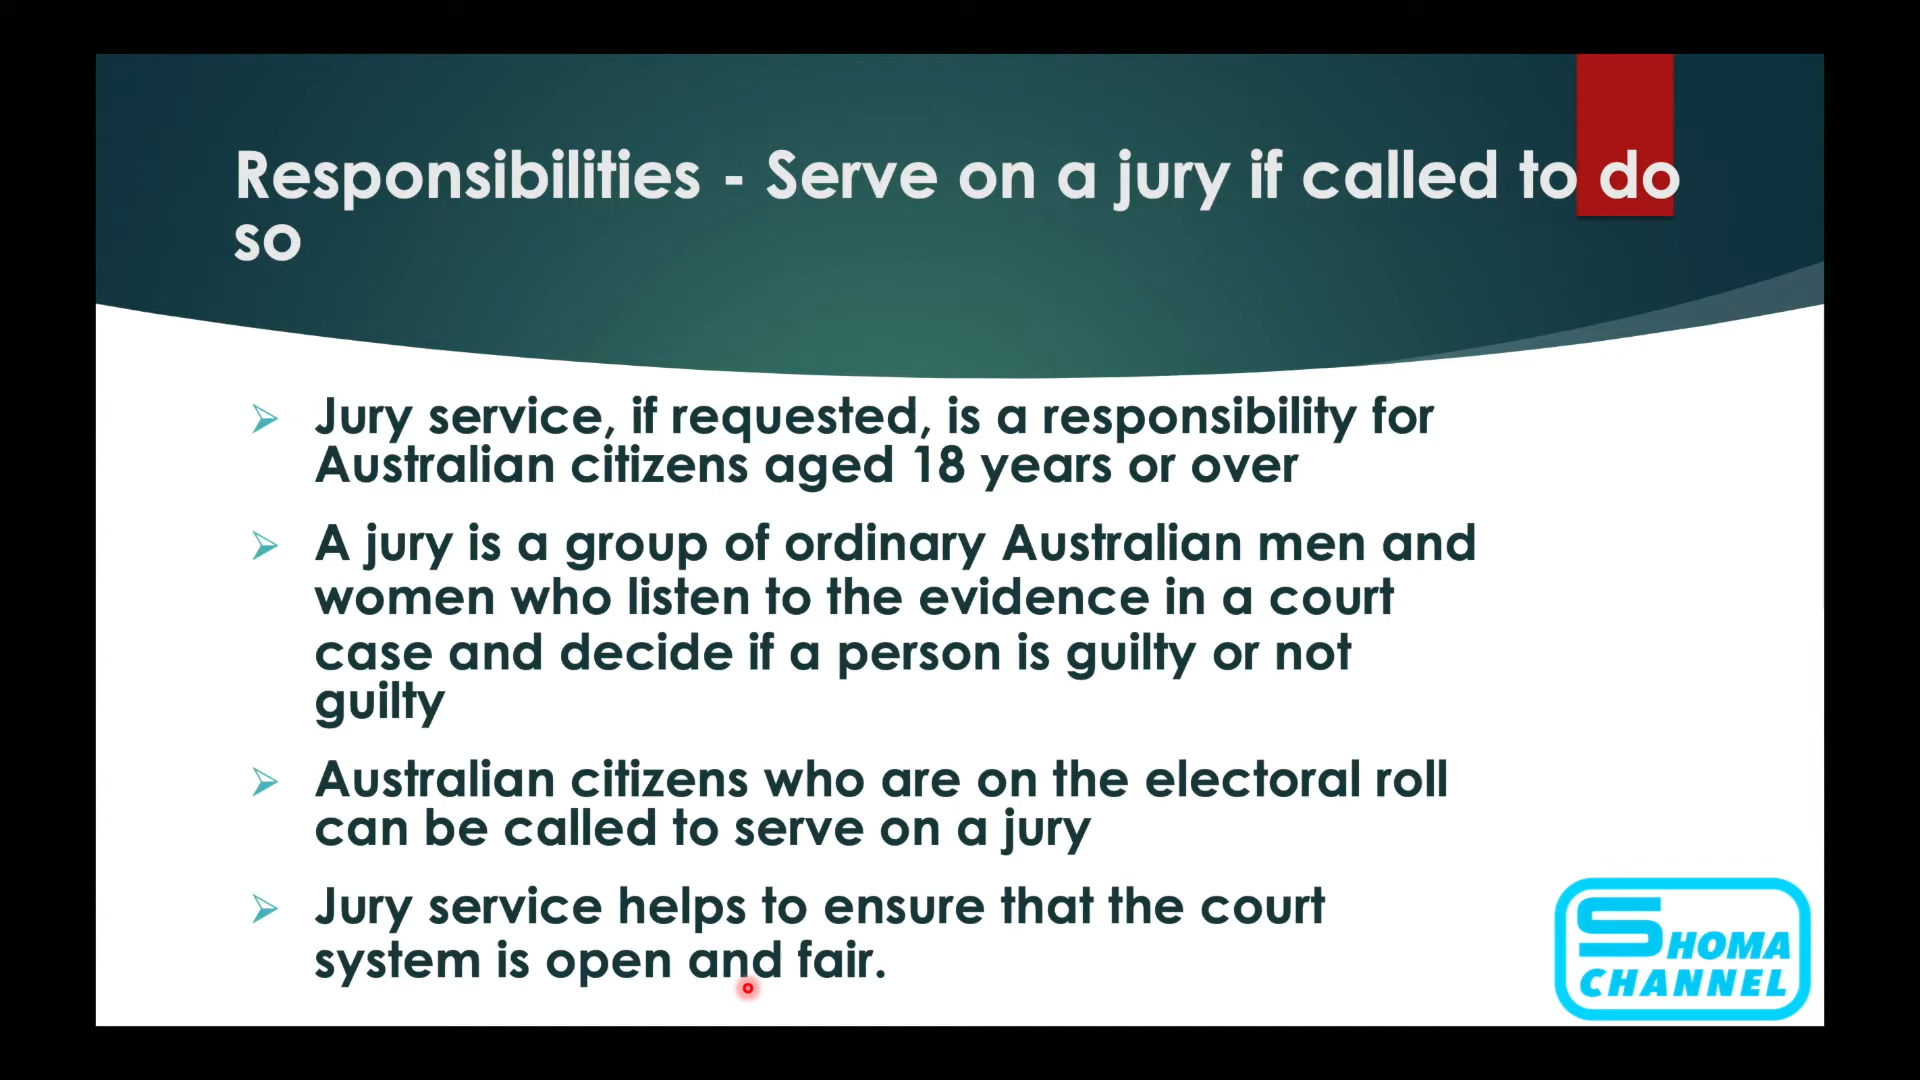 Responsibilities - Serve on a jury if called to do
so
Jury service, if requested, is a responsibility for
Australian citizens aged 18 years or over
A jury is a group of ordinary Australian men and
women who listen to the evidence in a court
case and decide if a person is guilty or not
guilty
Australian citizens who are on the electoral roll
can be called to serve on a jury
Jury service helps to ensure that the court
system is open and fair.
SHOMA
CHANNEL